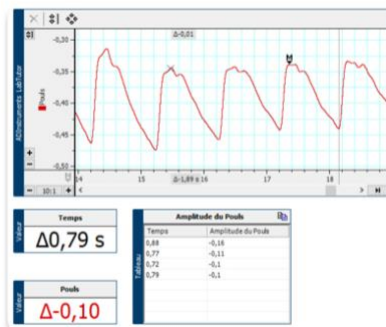 Δ-0,01
ADInstruments LabTutor
Pouls
-0,30
-0,35
-0,40
-0,45
-0,50
14
15
16
17
18
Δ-1,89 s
10:1
Valeur
Temps
Δ0,79 s
Valeur
Pouls
Δ-0,10
Tableau
Amplitude du Pouls
Temps Amplitude du Pouls
0,88 -0,16
0,77 -0,11
0,72 -0,1
0,79 -0,1